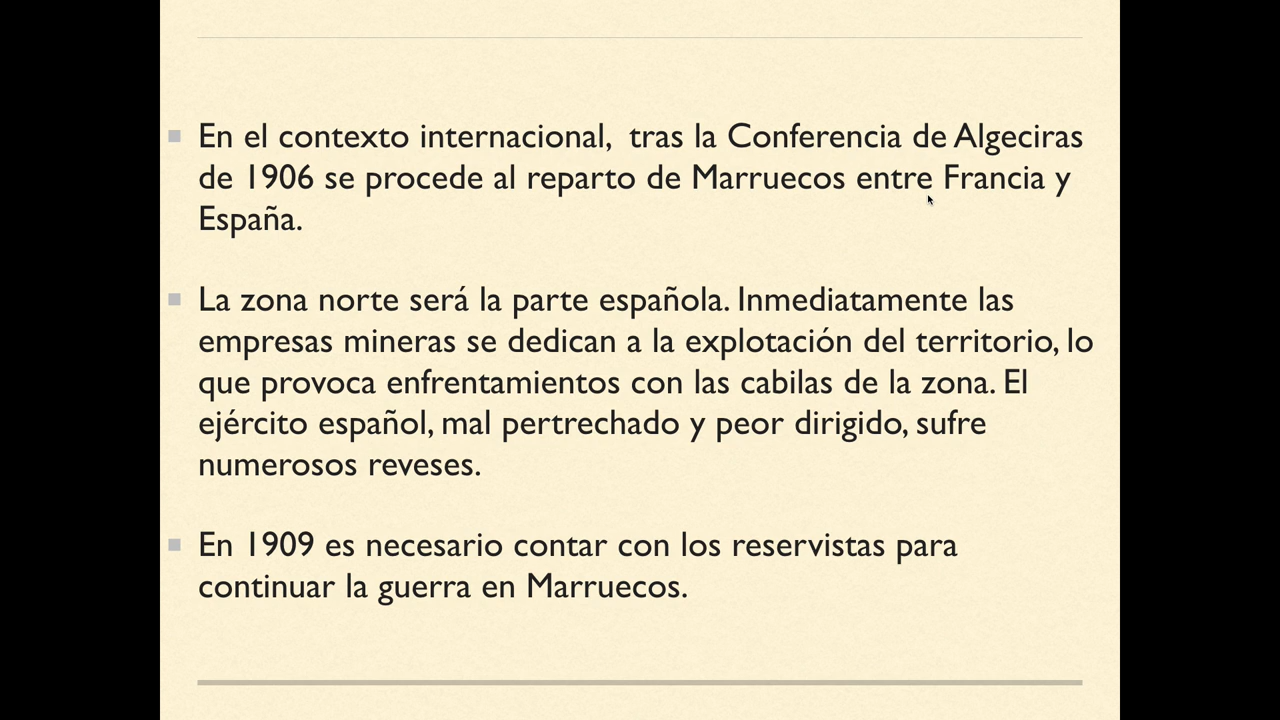 En el contexto internacional,  tras la Conferencia de Algeciras
de 1906 se procede al reparto de Marruecos entre Francia y
España.
La zona norte será la parte española. Inmediatamente las
empresas mineras se dedican a la explotación del territorio, lo
que provoca enfrentamientos con las cabilas de la zona. El
ejército español, mal pertrechado y peor dirigido, sufre
numerosos reveses.
En 1909 es necesario contar con los reservistas para
continuar la guerra en Marruecos.